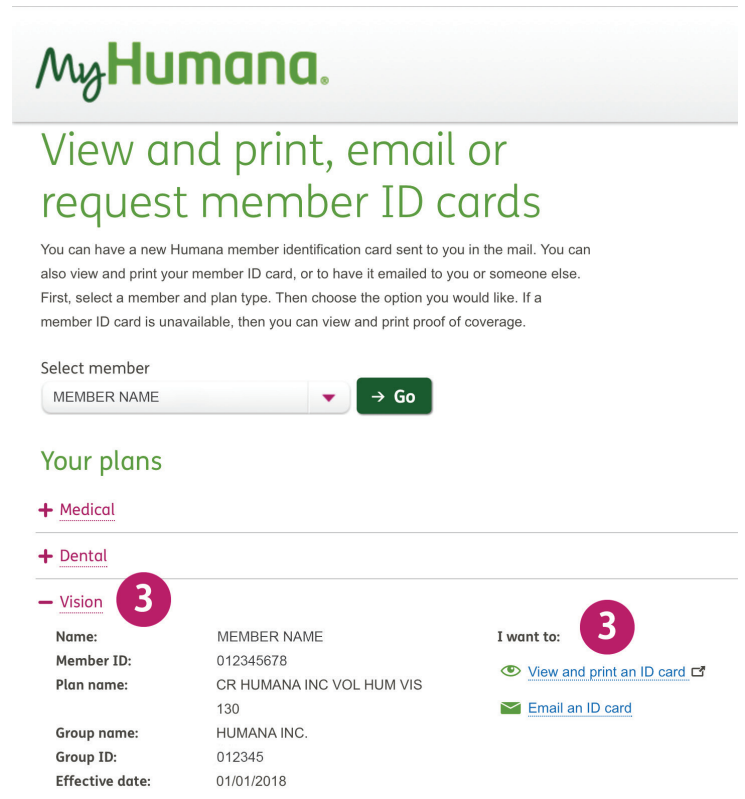 MyHumana®
View and print, email or
request member ID cards
You can have a new Humana member identification card sent to you in the mail. You can
also view and print your member ID card, or to have it emailed to you or someone else.
First, select a member and plan type. Then choose the option you would like. If a
member ID card is unavailable, then you can view and print proof of coverage.
Select member
MEMBER NAME
→ Go
Your plans
+ Medical
+ Dental
– Vision 3
Name: MEMBER NAME
Member ID: 012345678
Plan name: CR HUMANA INC VOL HUM VIS
130
Group name: HUMANA INC.
Group ID: 012345
Effective date: 01/01/2018
I want to: 3
View and print an ID card
Email an ID card